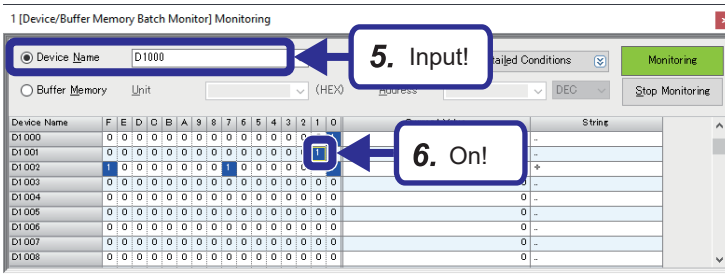 1 [Device/Buffer Memory Batch Monitor] Monitoring
Device Name D1000 5. Input! Conditions Monitoring
Buffer Memory Unit (HEX) Address DEC Stop Monitoring
Device Name F E D C B A 9 8 7 6 5 4 3 2 1 0 String
D1000 0 0 0 0 0 0 0 0 0 0 0 0 0 0 ..
D1001 0 0 0 0 0 0 0 0 0 0 0 0 0 0 1 6. On! ..
D1002 1 0 0 0 0 0 0 0 1 0 0 0 0 0 +
D1003 0 0 0 0 0 0 0 0 0 0 0 0 0 0 0 0 0 ..
D1004 0 0 0 0 0 0 0 0 0 0 0 0 0 0 0 0 0 ..
D1005 0 0 0 0 0 0 0 0 0 0 0 0 0 0 0 0 0 ..
D1006 0 0 0 0 0 0 0 0 0 0 0 0 0 0 0 0 0 ..
D1007 0 0 0 0 0 0 0 0 0 0 0 0 0 0 0 0 0 ..
D1008 0 0 0 0 0 0 0 0 0 0 0 0 0 0 0 0 0 ..